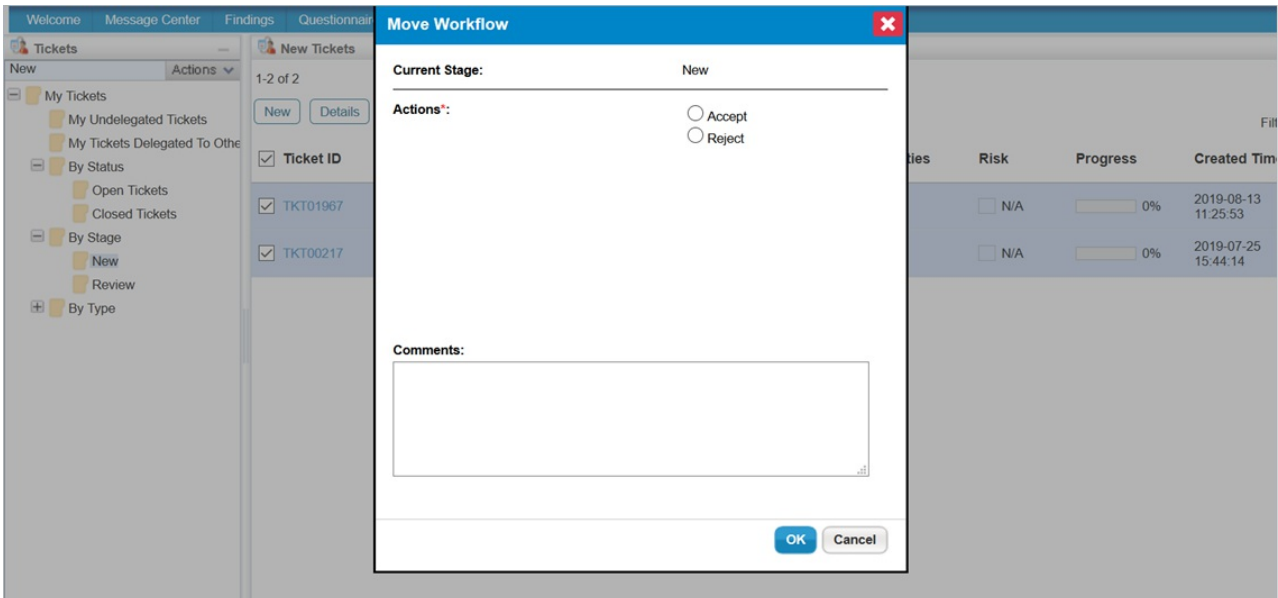 Welcome Message Center Findings Questionnair
Tickets
New Actions
My Tickets
My Undelegated Tickets
My Tickets Delegated To Othe
By Status
Open Tickets
Closed Tickets
By Stage
New
Review
By Type
New Tickets
1-2 of 2
New Details
Filt
Ticket ID ties Risk Progress Created Time
TKT01967 N/A 0% 2019-08-13
11:25:53
TKT00217 N/A 0% 2019-07-25
15:44:14
Move Workflow
Current Stage: New
Actions*: Accept
Reject
Comments:
OK Cancel